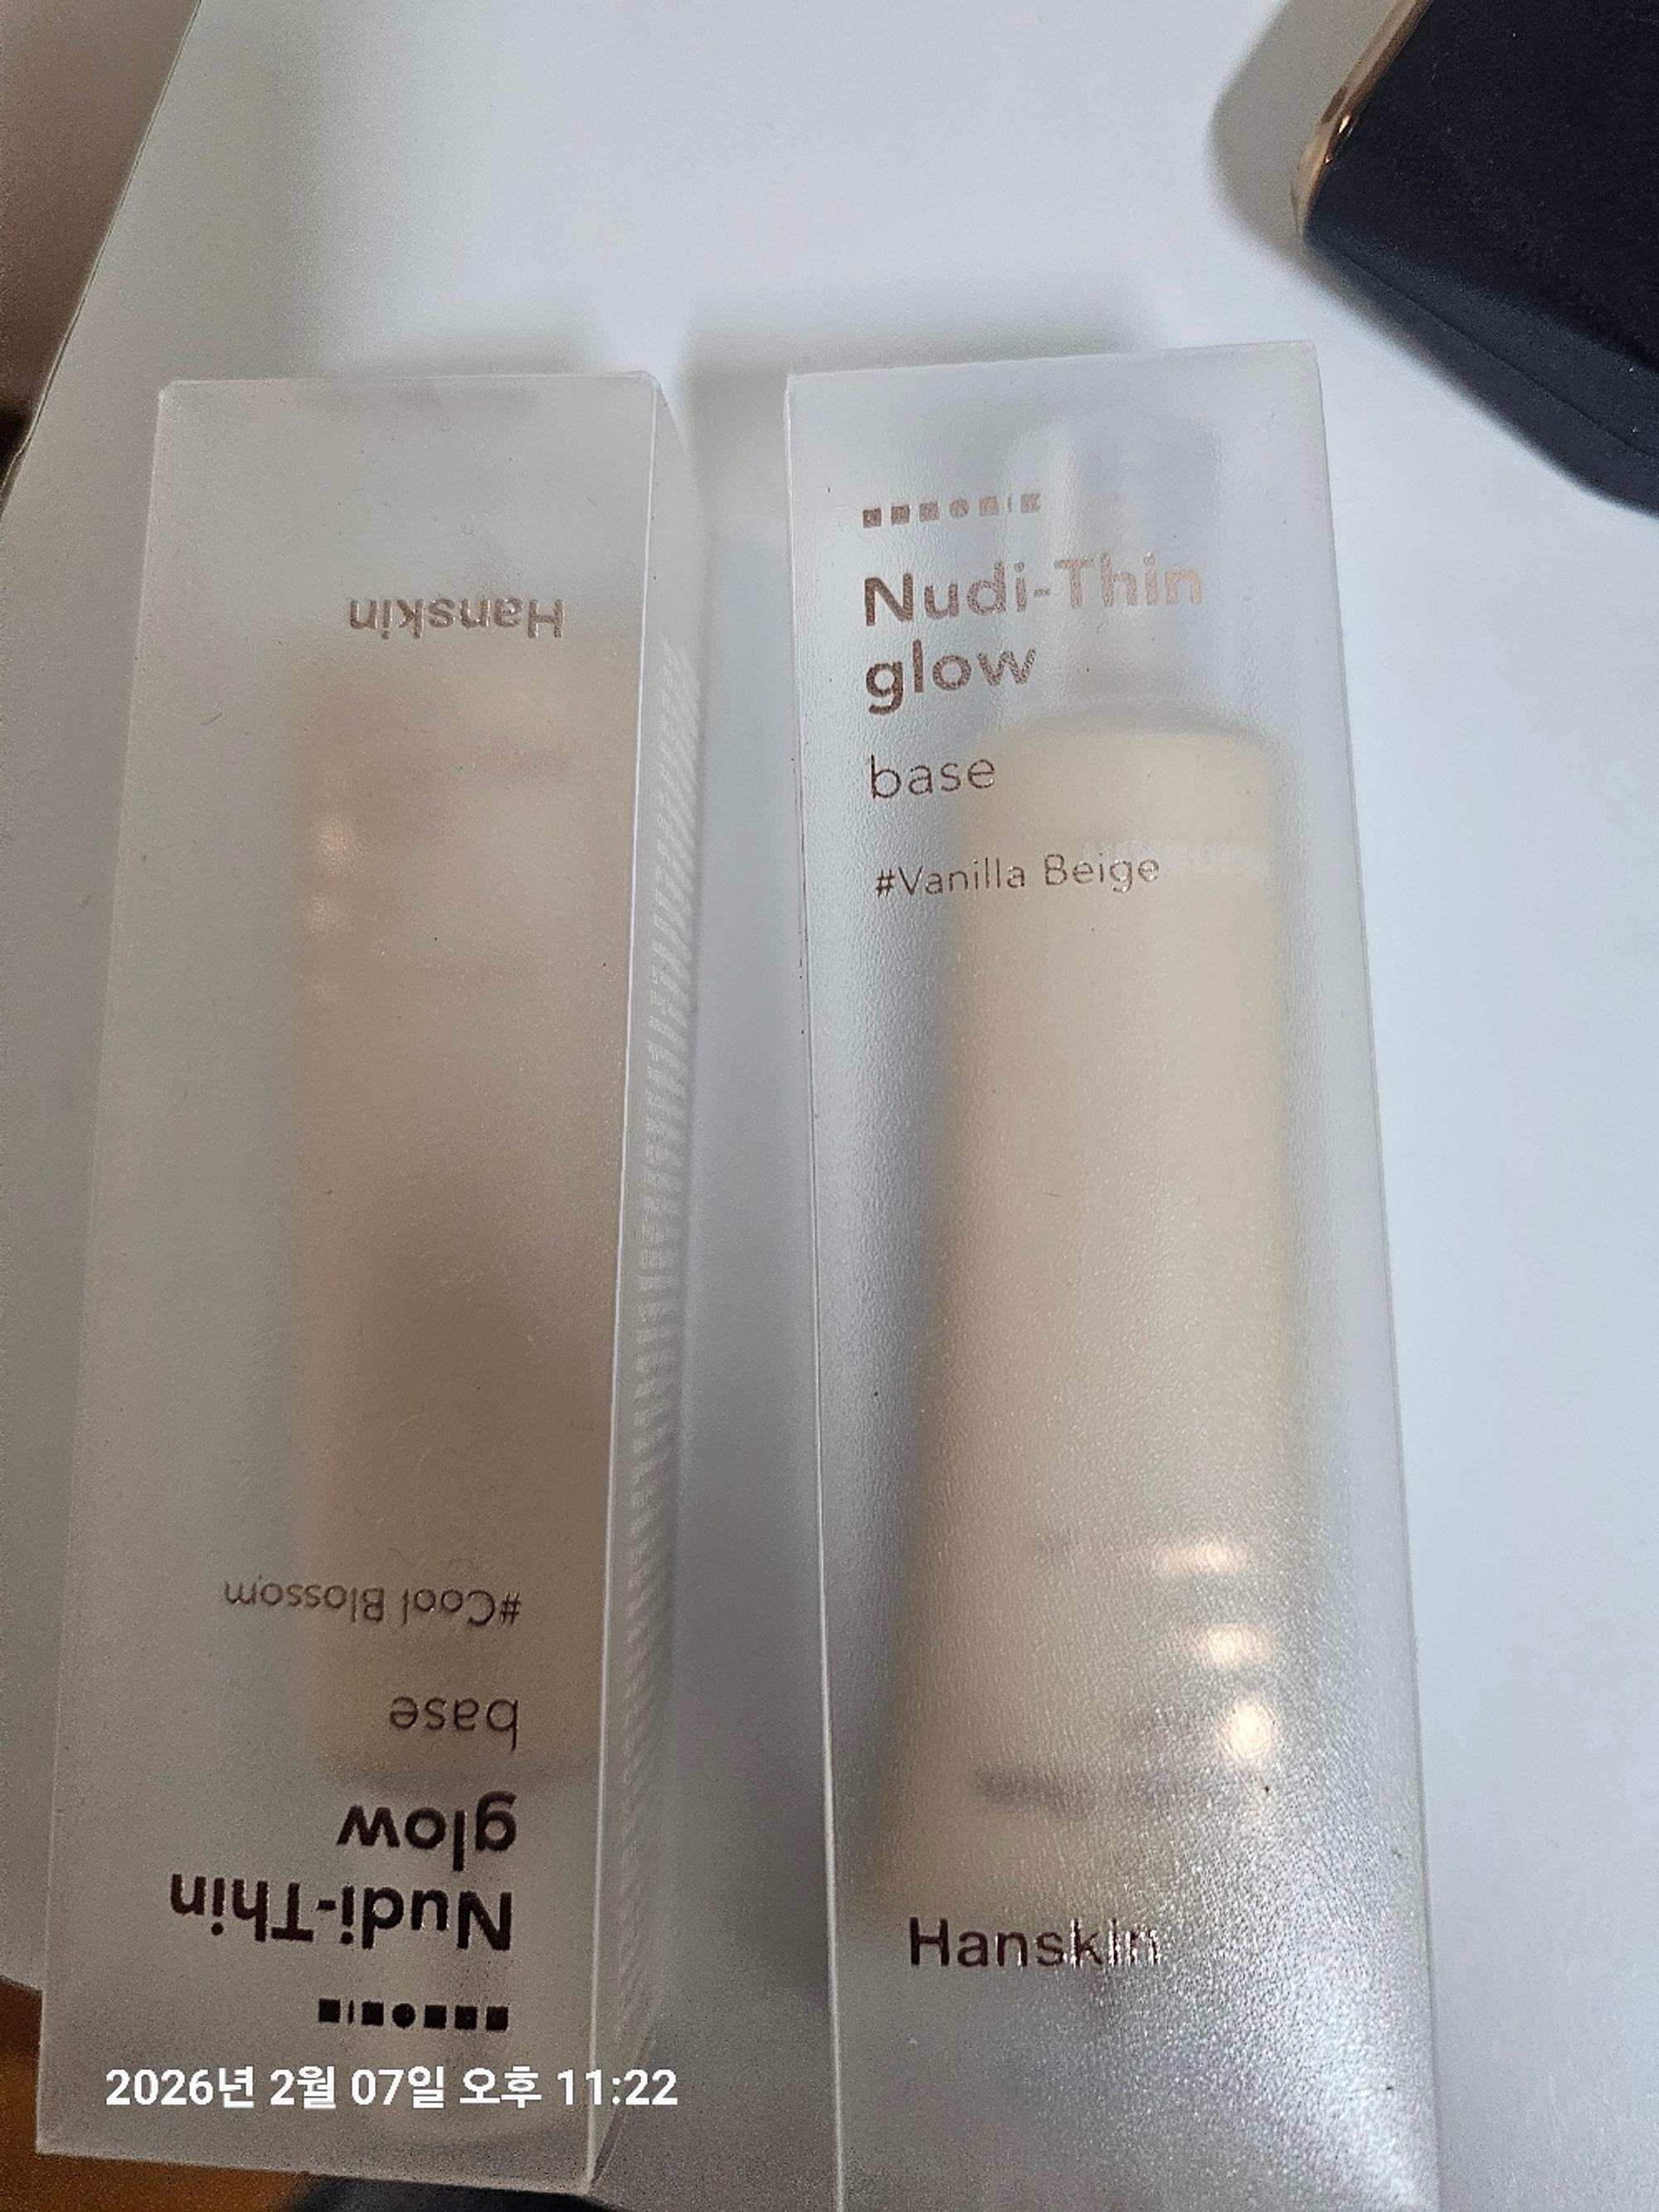 Hanskin
#Cool Blossom
base
glow
Nudi-Thin
Nudi-Thin
glow
base
#Vanilla Beige
Hanskin
2026년 2월 07일 오후 11:22